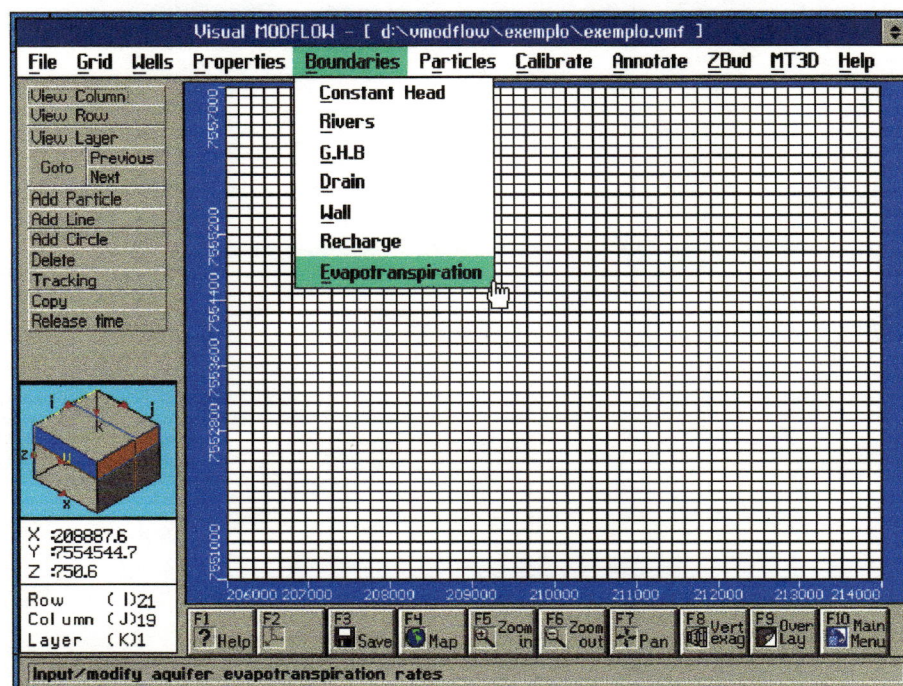 Visual MODFLOW - [ d:\vmodflow\exemplo\exemplo.vmf ]
File Grid Wells Properties Boundaries Particles Calibrate Annotate ZBud MT3D Help
View Column
View Row
View Layer
Goto Previous
Next
Add Particle
Add Line
Add Circle
Delete
Tracking
Copy
Release time
Constant Head
Rivers
G.H.B
Drain
Wall
Recharge
Evapotranspiration
7557000
7555200
7554400
7553600
7552800
7551000
i
j
k
z
y
x
X :208887.6
Y :7554544.7
Z :750.6
Row ( I)21
Column (J)19
Layer (K)1
206000 207000 208000 209000 210000 211000 212000 213000 214000
F1 Help
F2
F3 Save
F4 Map
F5 Zoom in
F6 Zoom out
F7 Pan
F8 Vert exag
F9 Over Lay
F10 Main Menu
Input/modify aquifer evapotranspiration rates